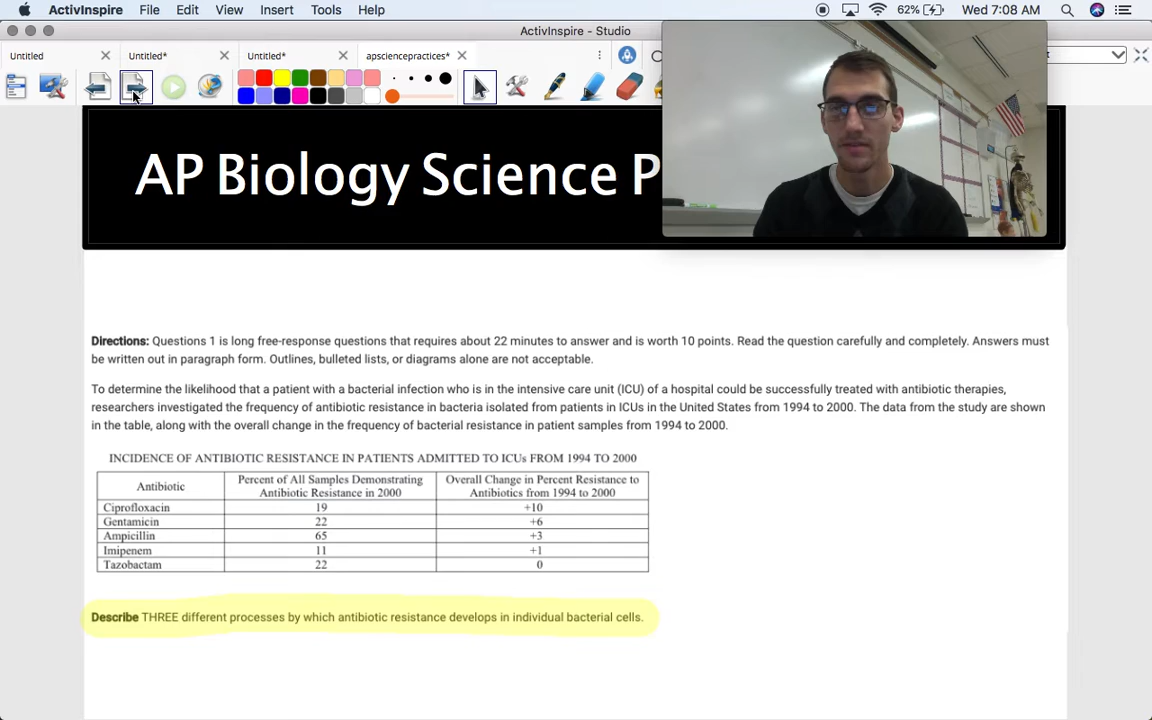 ActivInspire File Edit View Insert Tools Help 62% Wed 7:08 AM
ActivInspire - Studio
Untitled Untitled* Untitled* apsciencepractices*
AP Biology Science P
Directions: Questions 1 is long free-response questions that requires about 22 minutes to answer and is worth 10 points. Read the question carefully and completely. Answers must
be written out in paragraph form. Outlines, bulleted lists, or diagrams alone are not acceptable.
To determine the likelihood that a patient with a bacterial infection who is in the intensive care unit (ICU) of a hospital could be successfully treated with antibiotic therapies,
researchers investigated the frequency of antibiotic resistance in bacteria isolated from patients in ICUs in the United States from 1994 to 2000. The data from the study are shown
in the table, along with the overall change in the frequency of bacterial resistance in patient samples from 1994 to 2000.
INCIDENCE OF ANTIBIOTIC RESISTANCE IN PATIENTS ADMITTED TO ICUs FROM 1994 TO 2000
Antibiotic Percent of All Samples Demonstrating Overall Change in Percent Resistance to
Antibiotic Resistance in 2000 Antibiotics from 1994 to 2000
Ciprofloxacin 19 +10
Gentamicin 22 +6
Ampicillin 65 +3
Imipenem 11 +1
Tazobactam 22 0
Describe THREE different processes by which antibiotic resistance develops in individual bacterial cells.